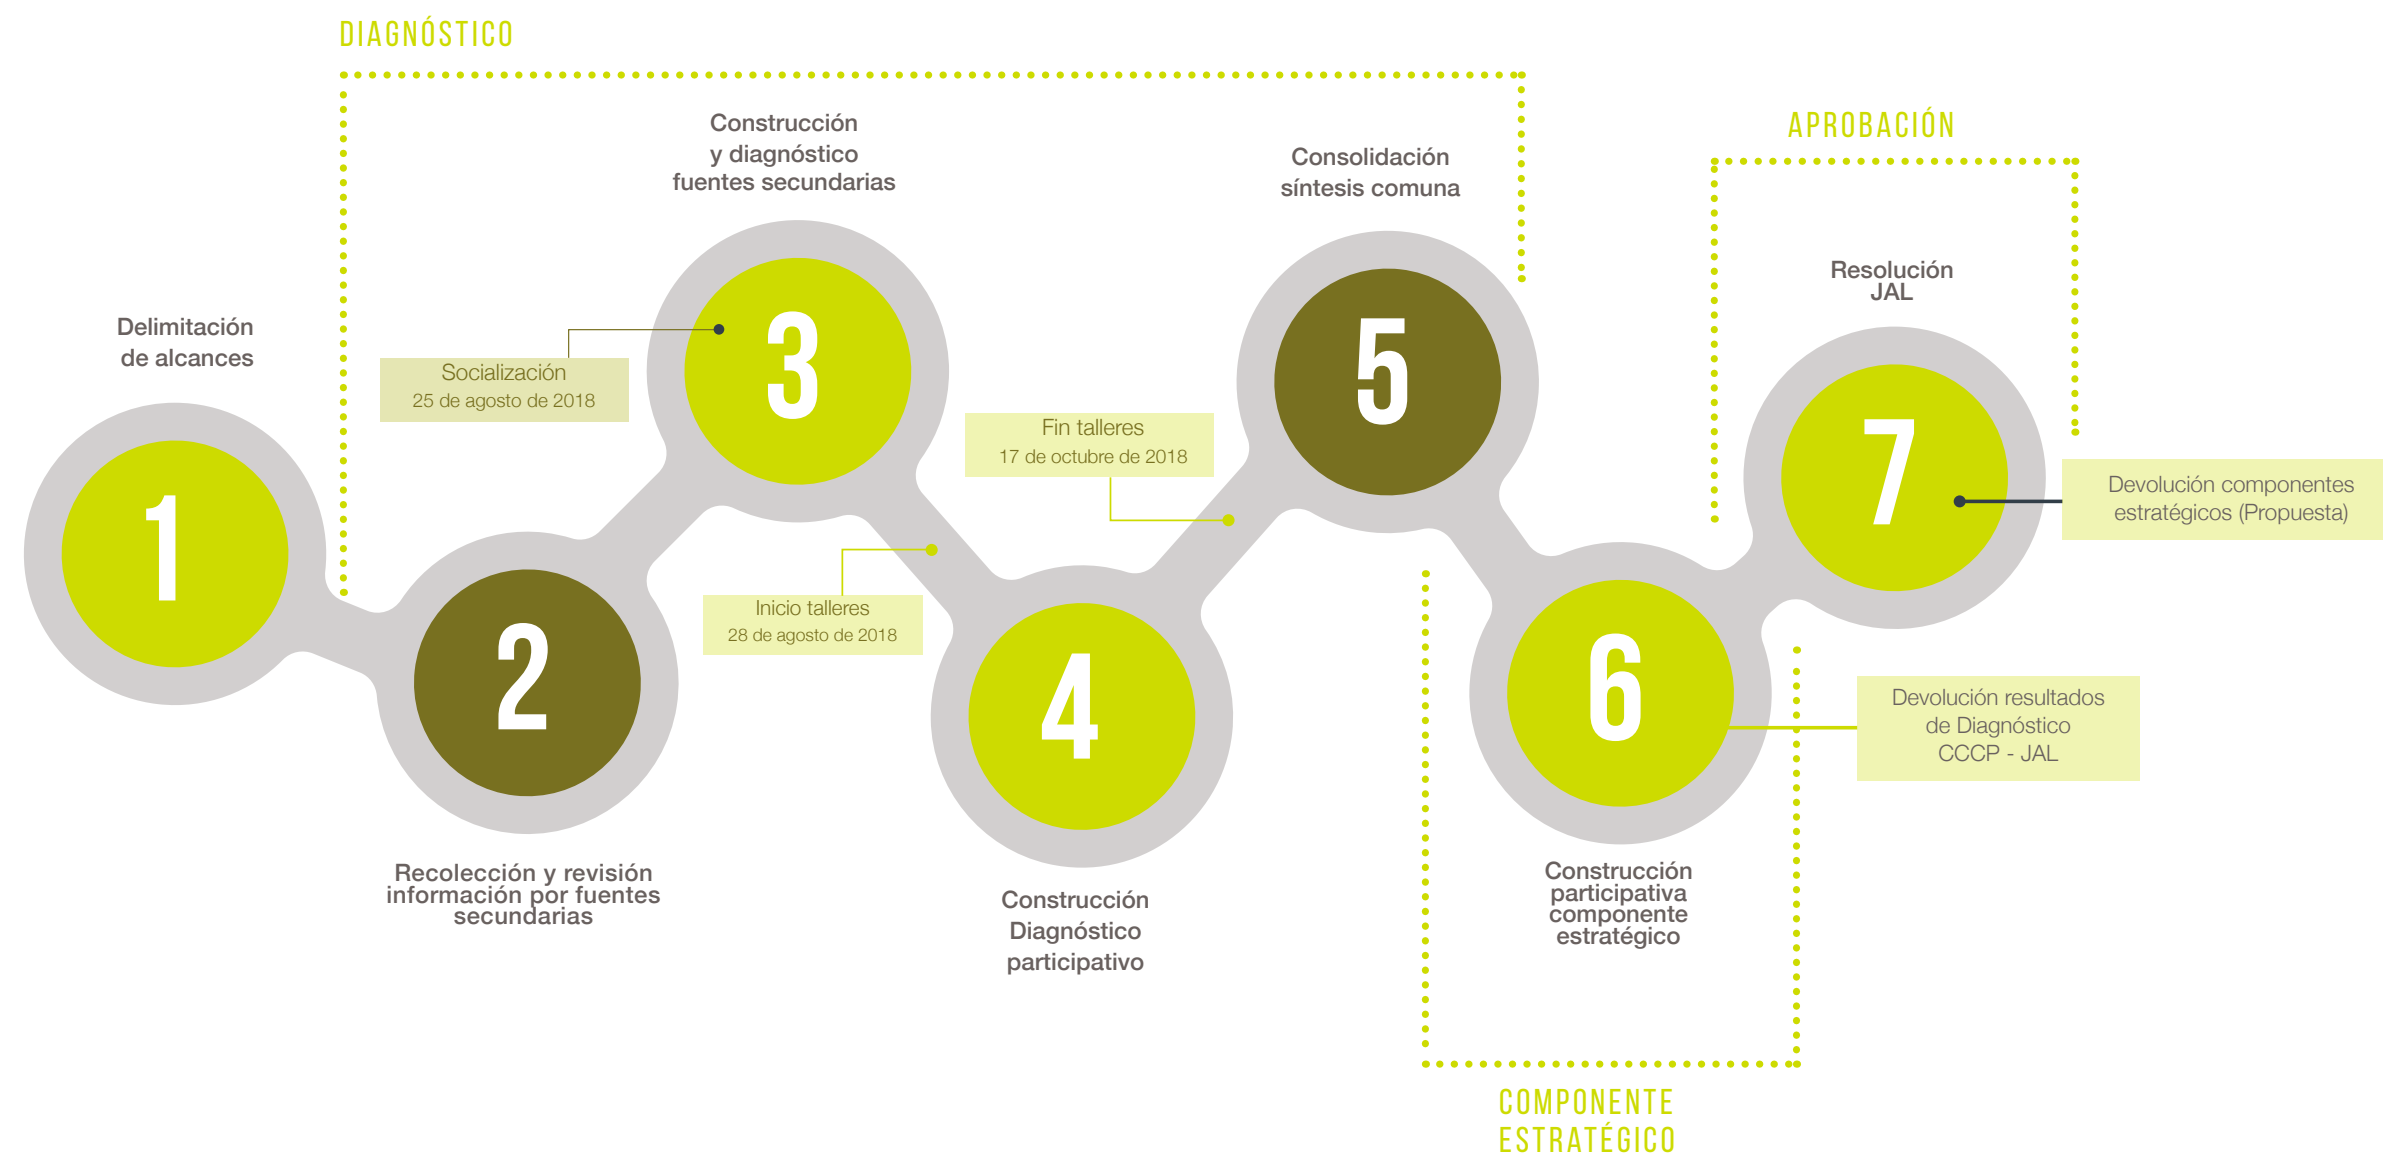 DIAGNÓSTICO
Delimitación
de alcances
1
2
Recolección y revisión
información por fuentes
secundarias
Construcción
y diagnóstico
fuentes secundarias
3
Socialización
25 de agosto de 2018
Inicio talleres
28 de agosto de 2018
4
Construcción
Diagnóstico
participativo
Fin talleres
17 de octubre de 2018
Consolidación
síntesis comuna
5
6
Construcción
participativa
componente
estratégico
Devolución resultados
de Diagnóstico
CCCP - JAL
COMPONENTE
ESTRATÉGICO
APROBACIÓN
Resolución
JAL
7
Devolución componentes
estratégicos (Propuesta)